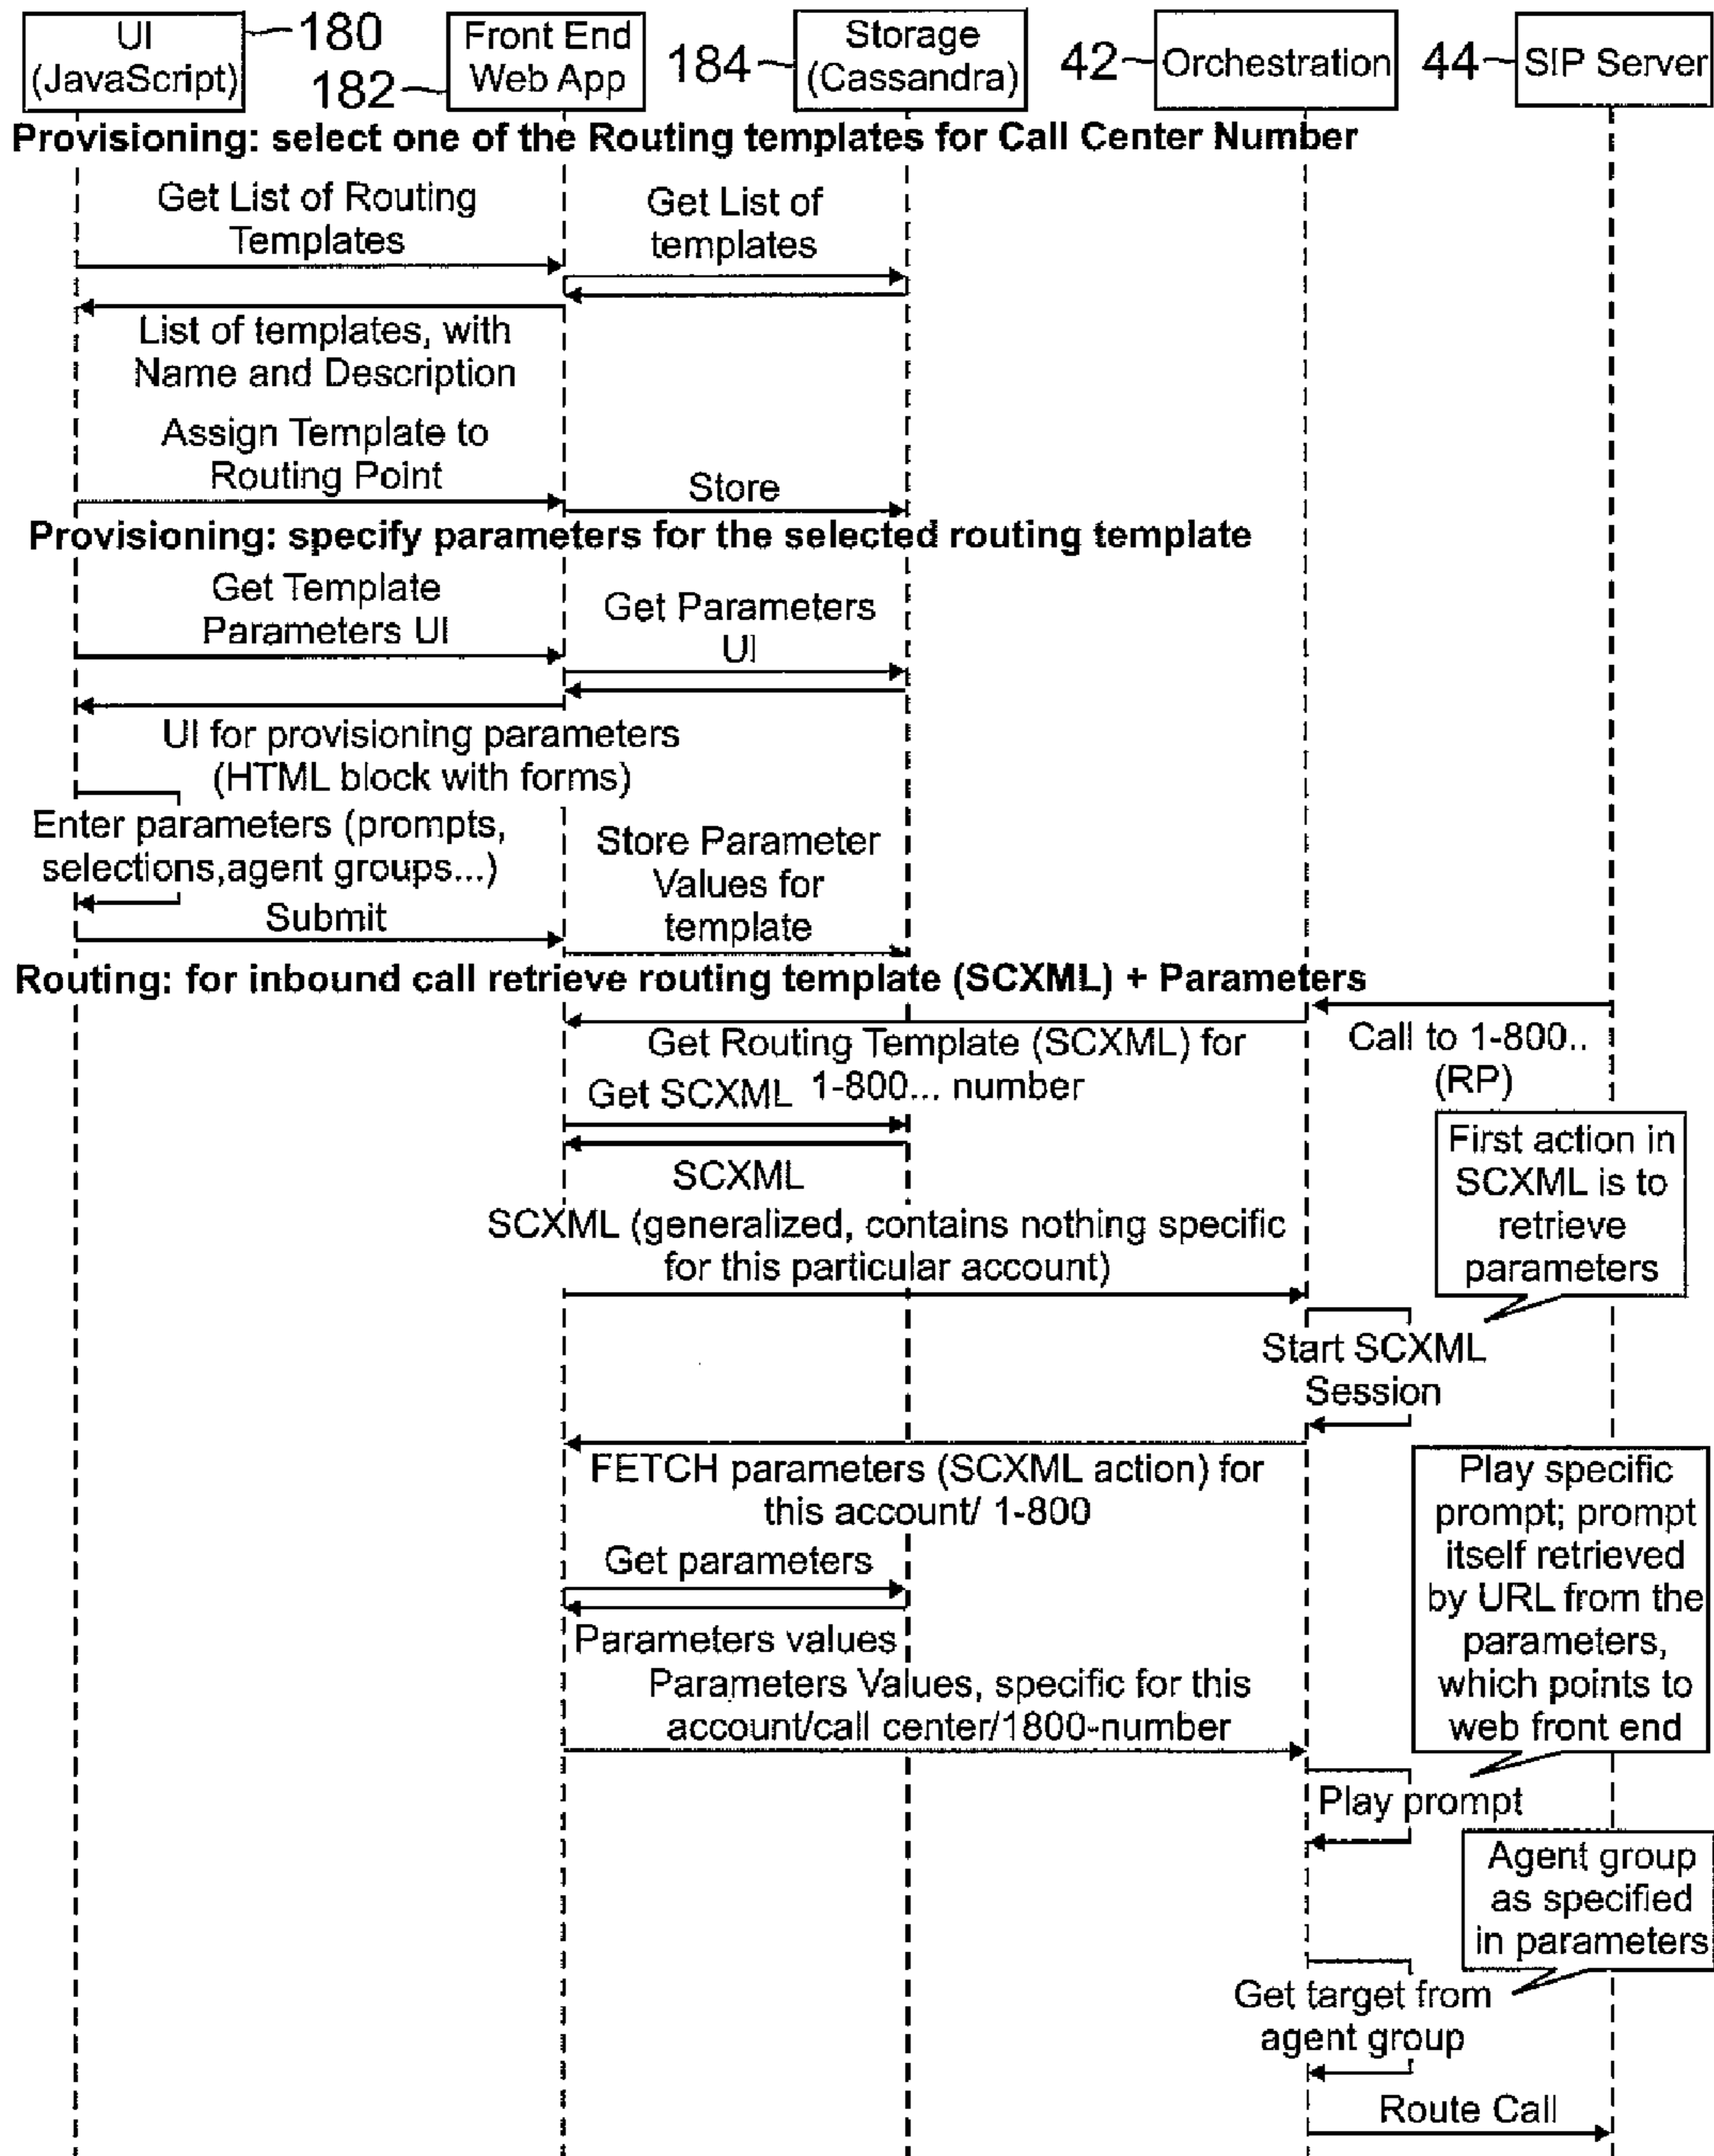 UI
(JavaScript)
180
Front End
Web App
182
184
Storage
(Cassandra)
42
Orchestration
44
SIP Server
Provisioning: select one of the Routing templates for Call Center Number
Get List of Routing
Templates
Get List of
templates
List of templates, with
Name and Description
Assign Template to
Routing Point
Store
Provisioning: specify parameters for the selected routing template
Get Template
Parameters UI
Get Parameters
UI
UI for provisioning parameters
(HTML block with forms)
Enter parameters (prompts,
selections,agent groups...)
Store Parameter
Values for
template
Submit
Routing: for inbound call retrieve routing template (SCXML) + Parameters
Call to 1-800..
(RP)
Get Routing Template (SCXML) for
1-800... number
Get SCXML
SCXML
First action in
SCXML is to
retrieve
parameters
SCXML (generalized, contains nothing specific
for this particular account)
Start SCXML
Session
FETCH parameters (SCXML action) for
this account/ 1-800
Get parameters
Parameters values
Play specific
prompt; prompt
itself retrieved
by URL from the
parameters,
which points to
web front end
Parameters Values, specific for this
account/call center/1800-number
Play prompt
Agent group
as specified
in parameters
Get target from
agent group
Route Call